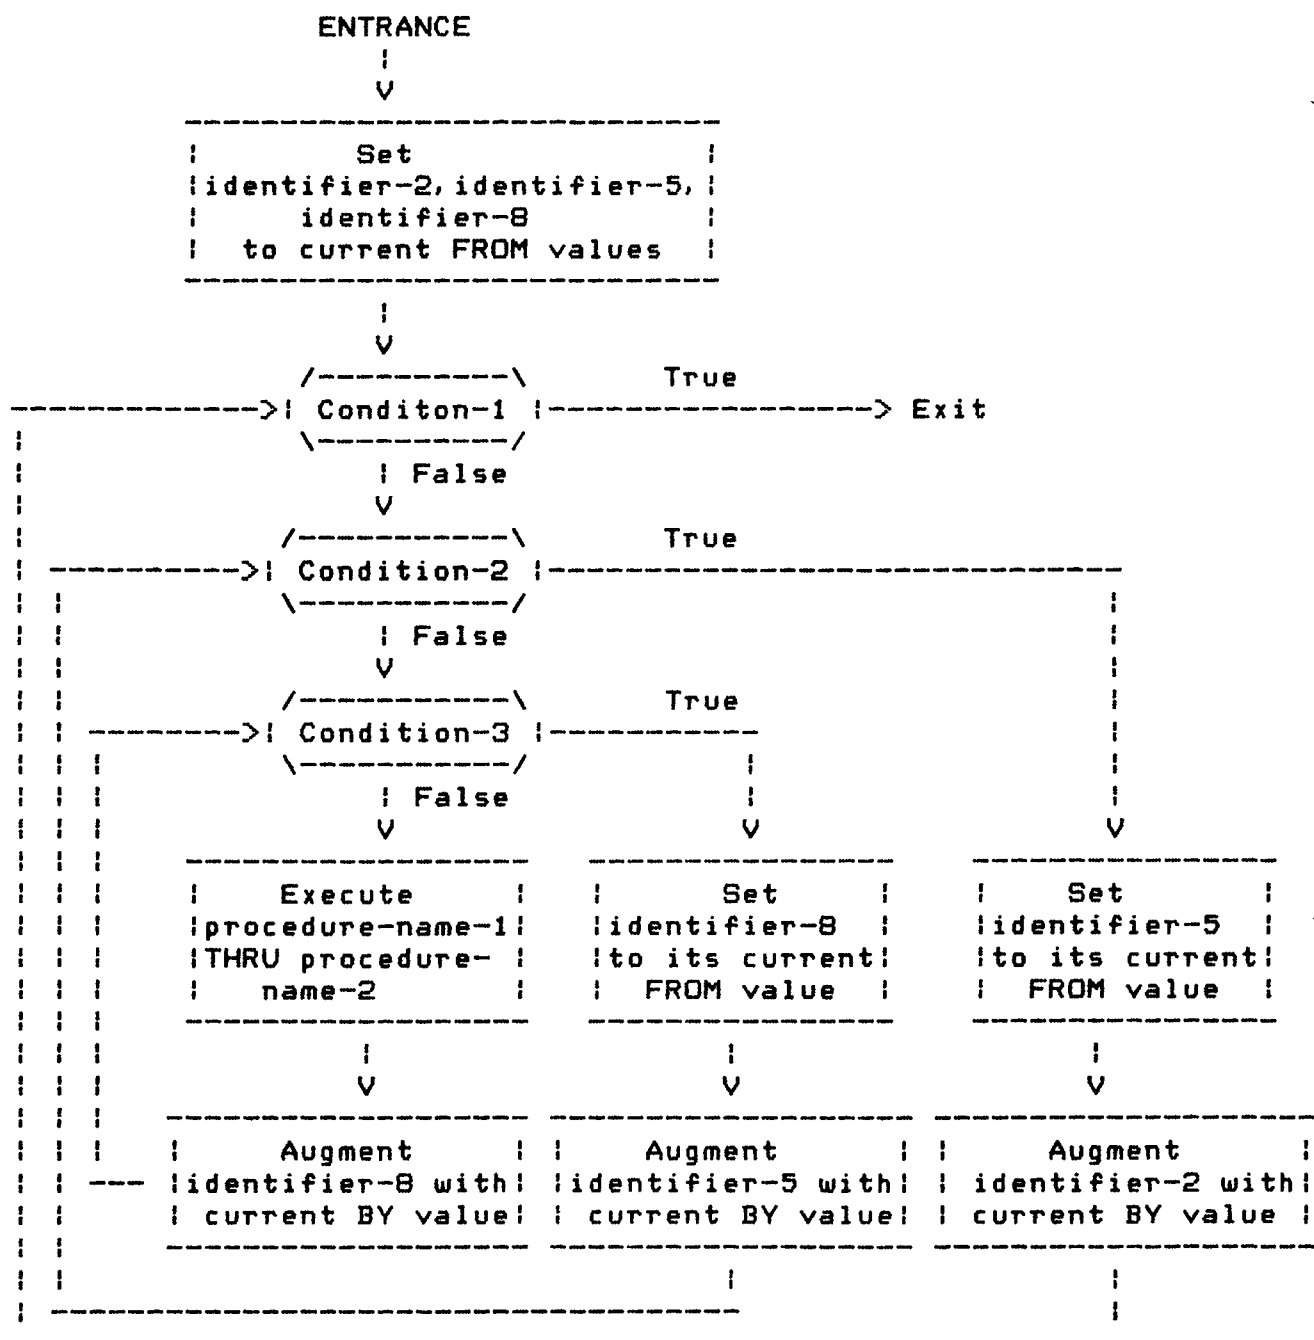 ENTRANCE
Set
identifier-2, identifier-5,
identifier-8
to current FROM values
True
Conditon-1
Exit
False
True
Condition-2
False
True
Condition-3
False
Execute
procedure-name-1
THRU procedure-
name-2
Set
identifier-8
to its current
FROM value
Set
identifier-5
to its current
FROM value
Augment
identifier-8 with
current BY value
Augment
identifier-5 with
current BY value
Augment
identifier-2 with
current BY value